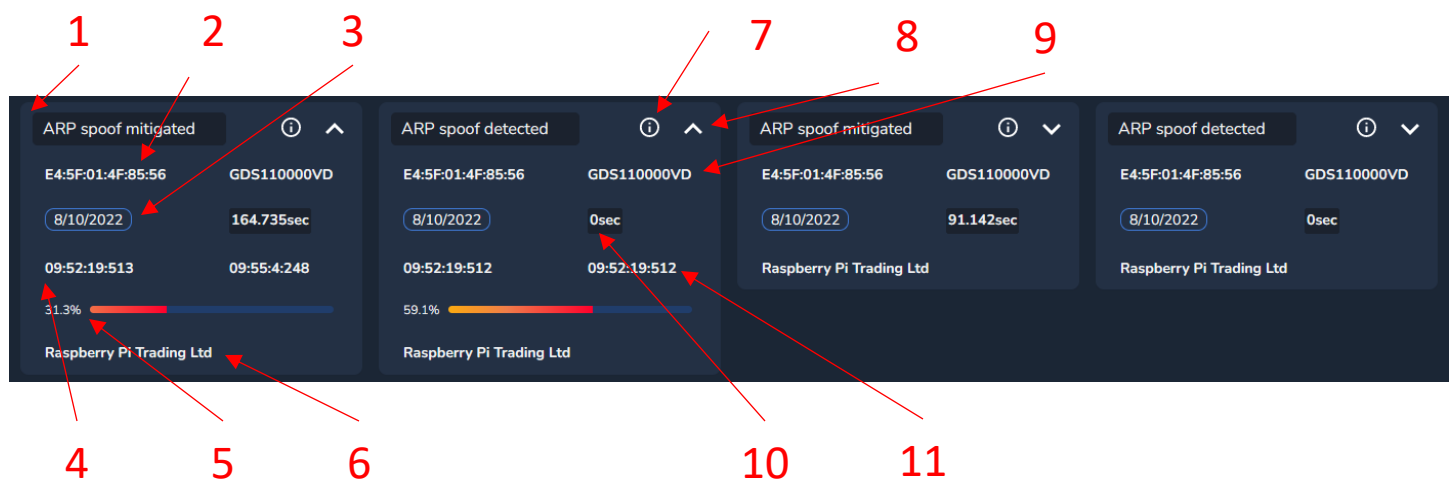 1 2 3 7 8 9
ARP spoof mitigated ARP spoof detected ARP spoof mitigated ARP spoof detected
E4:5F:01:4F:85:56 GDS110000VD E4:5F:01:4F:85:56 GDS110000VD E4:5F:01:4F:85:56 GDS110000VD E4:5F:01:4F:85:56 GDS110000VD
8/10/2022 164.735sec 8/10/2022 0sec 8/10/2022 91.142sec 8/10/2022 0sec
09:52:19:513 09:55:4:248 09:52:19:512 09:52:19:512 Raspberry Pi Trading Ltd Raspberry Pi Trading Ltd
31.3% 59.1%
Raspberry Pi Trading Ltd Raspberry Pi Trading Ltd
4 5 6 10 11